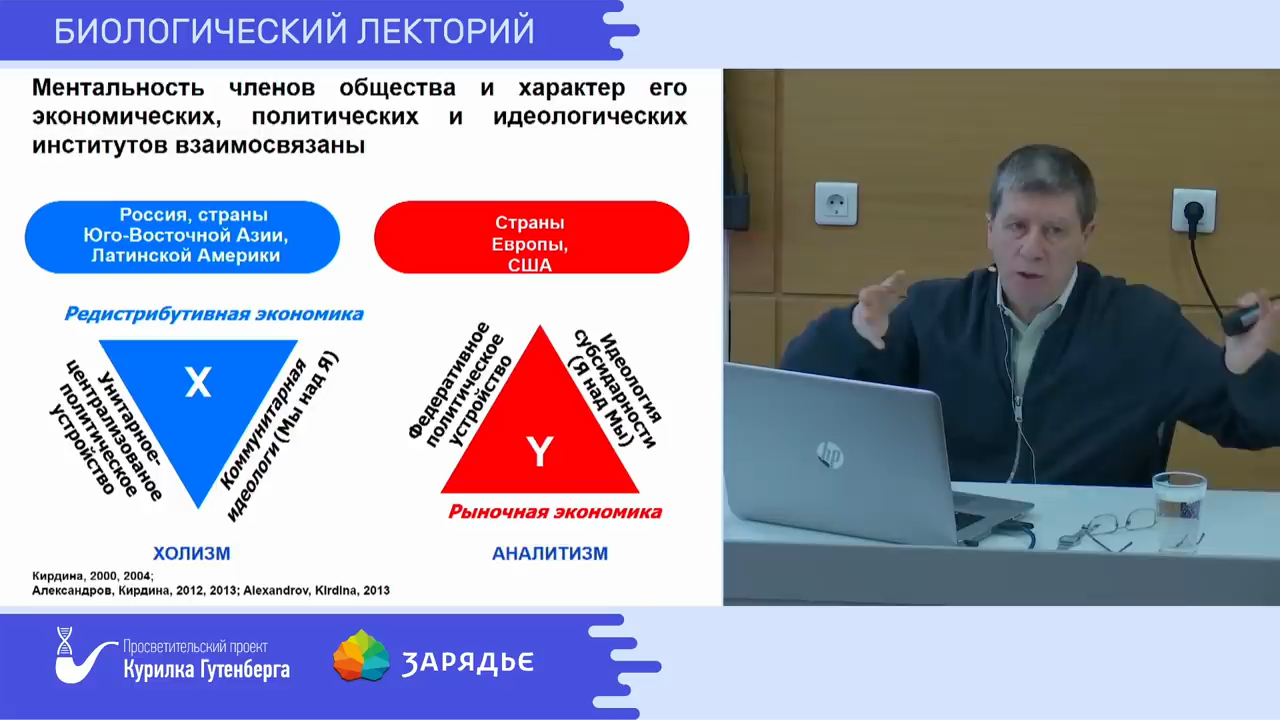 БИОЛОГИЧЕСКИЙ ЛЕКТОРИЙ
Ментальность членов общества и характер его
экономических, политических и идеологических
институтов взаимосвязаны
Россия, страны
Юго-Восточной Азии,
Латинской Америки
Страны
Европы,
США
Редистрибутивная экономика
Унитарное-
централизованое
политическое
устройство
X
Коммунитарная
идеологи (Мы над Я)
Федеративное
политическое
устройство
Y
Идеология
субсидарности
(Я над Мы)
Рыночная экономика
ХОЛИЗМ
АНАЛИТИЗМ
Кирдина, 2000, 2004;
Александров, Кирдина, 2012, 2013; Alexandrov, Kirdina, 2013
hp
Просветительский проект
Курилка Гутенберга
ЗАРЯДЬЕ